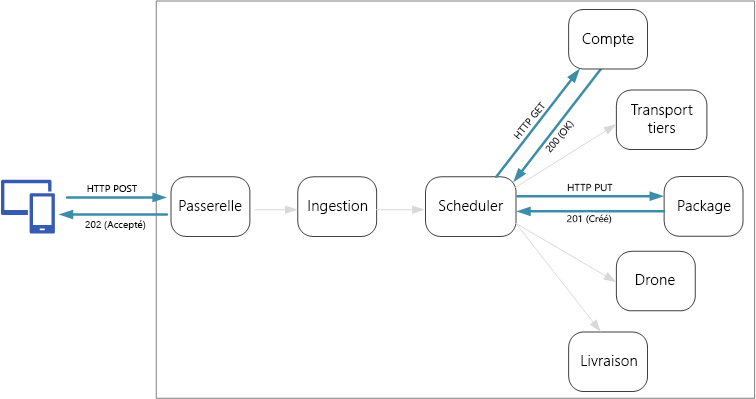 Compte
HTTP GET
200 (OK)
Transport
tiers
HTTP POST
202 (Accepté)
Passerelle
Ingestion
Scheduler
HTTP PUT
201 (Créé)
Package
Drone
Livraison